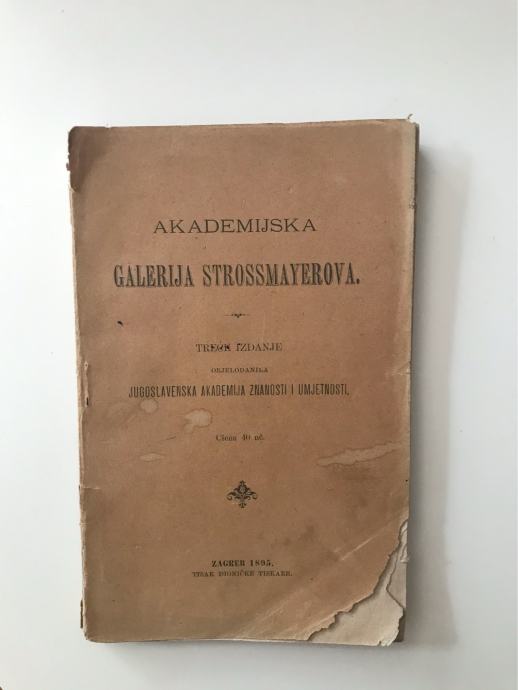 AKADEMIJSKA
GALERIJA STROSSMAYEROVA.
TREĆE IZDANJE
OBJELODANILA
JUGOSLAVENSKA AKADEMIJA ZNANOSTI I UMJETNOSTI.
Ciena 40 nč.
ZAGREB 1895.
TISAK DIONIČKE TISKARE.